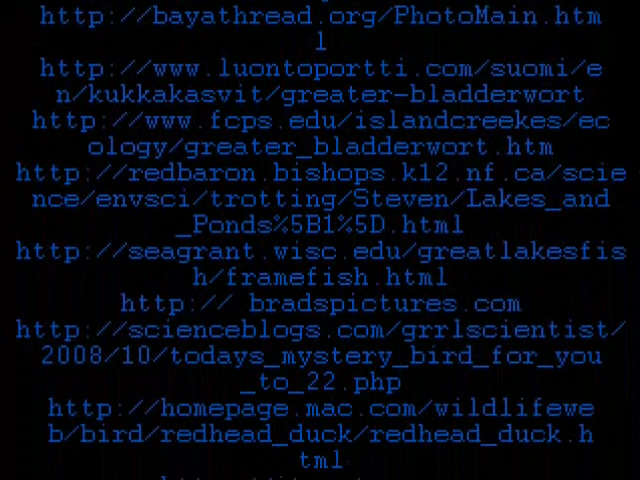 http://bayathread.org/PhotoMain.htm
l
http://www.luontoportti.com/suomi/e
n/kukkakasvit/greater-bladderwort
http://www.fcps.edu/islandcreekes/ec
ology/greater_bladderwort.htm
http://redbaron.bishops.k12.nf.ca/scie
nce/envsci/trotting/Steven/Lakes_and
_Ponds%5B1%5D.html
http://seagrant.wisc.edu/greatlakesfis
h/framefish.html
http:// bradspictures.com
http://scienceblogs.com/grrlscientist/
2008/10/todays_mystery_bird_for_you
_to_22.php
http://homepage.mac.com/wildlifewe
b/bird/redhead_duck/redhead_duck.h
tml